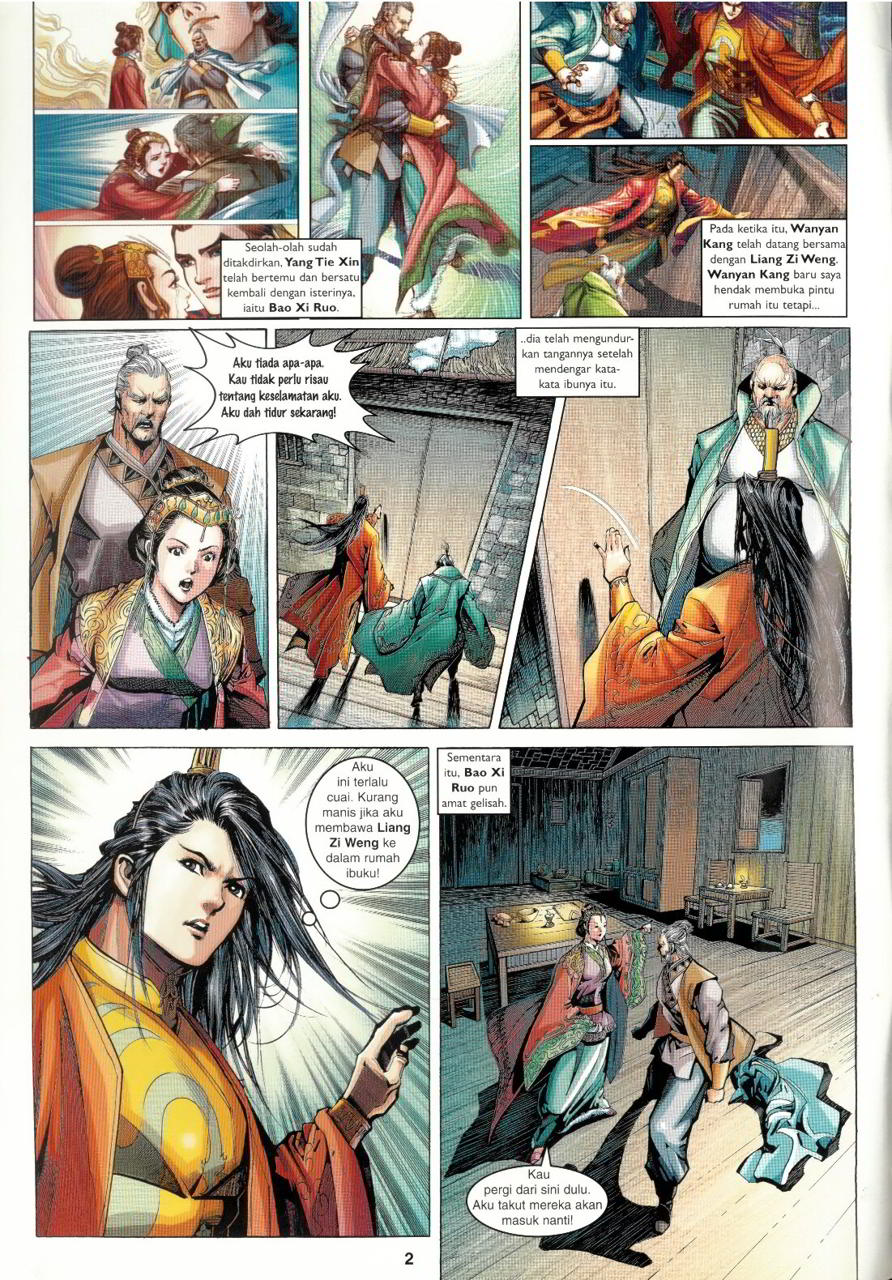 Seolah-olah sudah
ditakdirkan, Yang Tie Xin
telah bertemu dan bersatu
kembali dengan isterinya,
iaitu Bao Xi Ruo.
Pada ketika itu, Wanyan
Kang telah datang bersama
dengan Liang Zi Weng.
Wanyan Kang baru saya
hendak membuka pintu
rumah itu tetapi...
Aku tiada apa-apa.
Kau tidak perlu risau
tentang keselamatan aku.
Aku dah tidur sekarang!
..dia telah mengundur-
kan tangannya setelah
mendengar kata-
kata ibunya itu.
Aku
ini terlalu
cuai. Kurang
manis jika aku
membawa Liang
Zi Weng ke
dalam rumah
ibuku!
Sementara
itu, Bao Xi
Ruo pun
amat gelisah.
Kau
pergi dari sini dulu.
Aku takut mereka akan
masuk nanti!
2